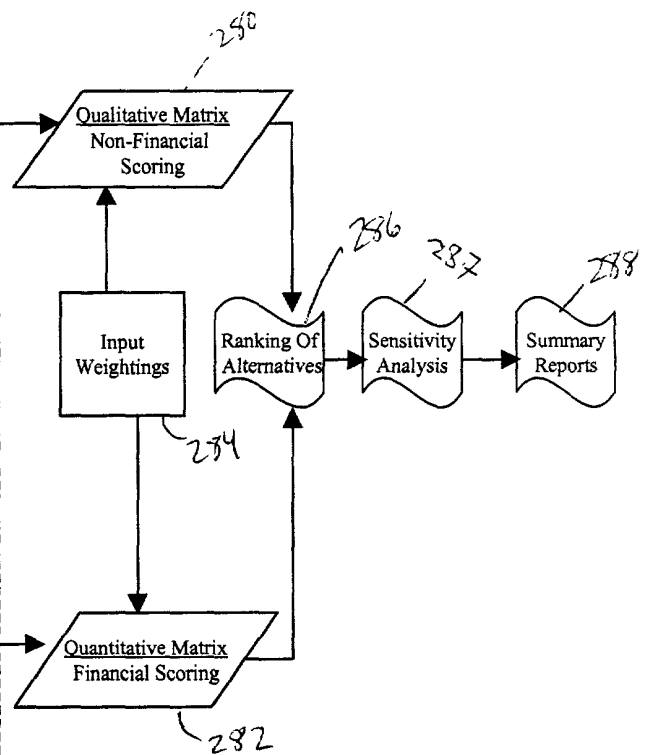 280
Qualitative Matrix
Non-Financial
Scoring
286
287
288
Input
Weightings
Ranking Of
Alternatives
Sensitivity
Analysis
Summary
Reports
284
Quantitative Matrix
Financial Scoring
282